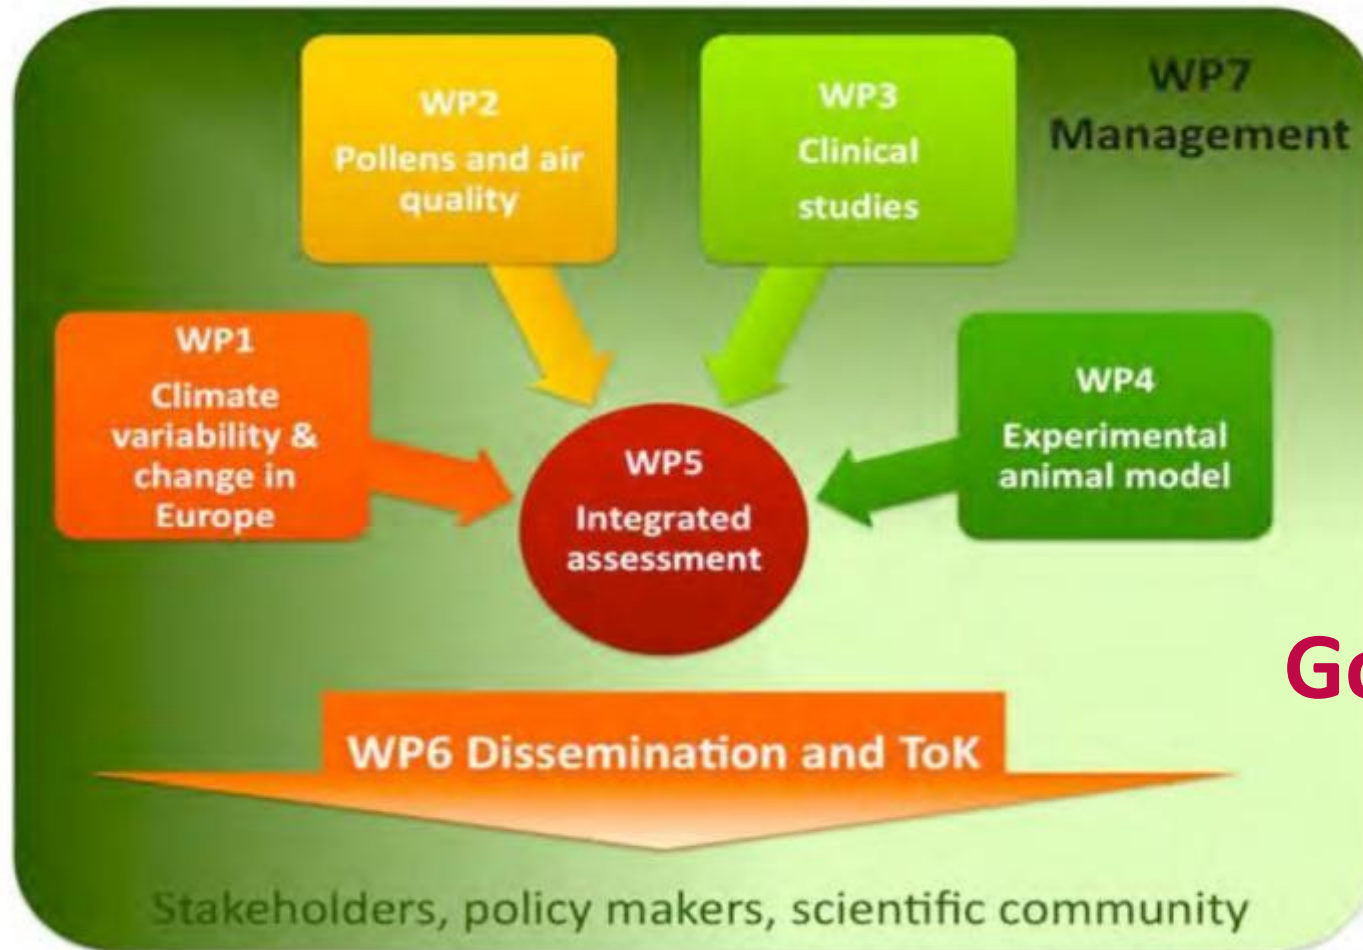 WP2
Pollens and air
quality
WP3
Clinical
studies
WP7
Management
WP1
Climate
variability &
change in
Europe
WP4
Experimental
animal model
WP5
Integrated
assessment
Go
WP6 Dissemination and ToK
Stakeholders, policy makers, scientific community